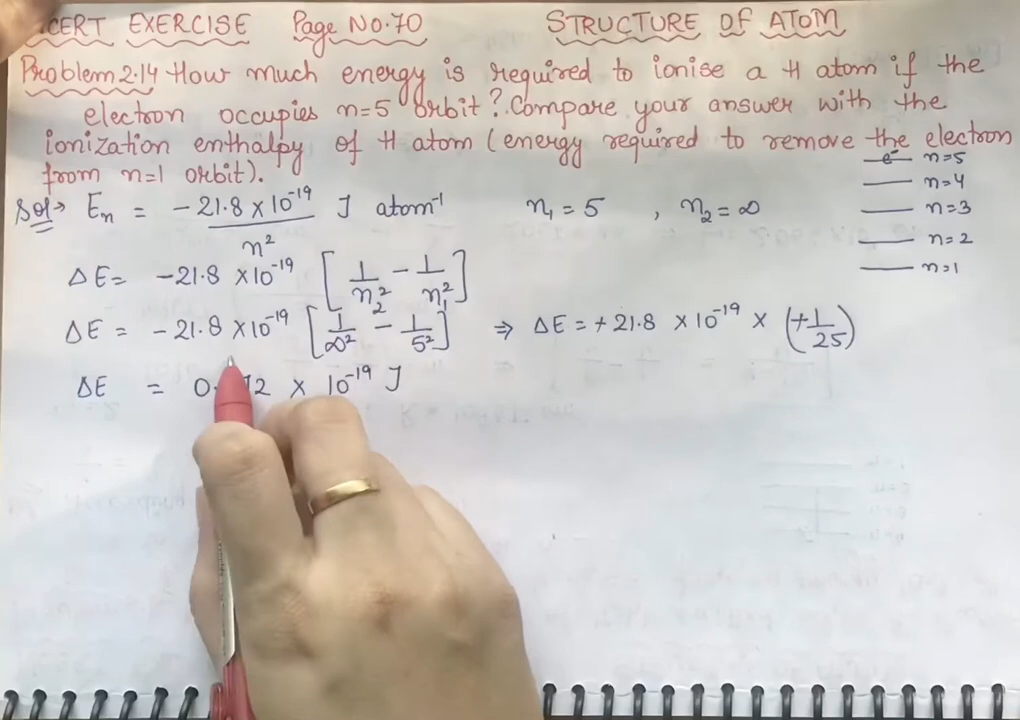 CERT EXERCISE Page No.70 STRUCTURE OF ATOM
Problem 2.14 How much energy is required to ionise a H atom if the
electron occupies n=5 orbit? Compare your answer with the
ionization enthalpy of H atom (energy required to remove the electron
from n=1 orbit).
e⁻ n=5
n=4
n=3
n=2
n=1
Sol→ En = -21.8 × 10⁻¹⁹ / n² J atom⁻¹ n₁ = 5 , n₂ = ∞
ΔE = -21.8 × 10⁻¹⁹ [1/n₂² - 1/n₁²]
ΔE = -21.8 × 10⁻¹⁹ [1/∞² - 1/5²] ⇒ ΔE = +21.8 × 10⁻¹⁹ × (+1/25)
ΔE = × 10⁻¹⁹ J